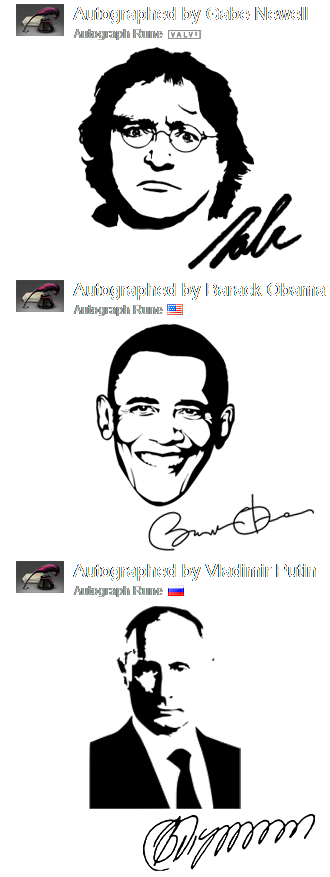 Autographed by Gabe Newell
Autograph Rune VALVE
Gabe
Autographed by Barack Obama
Autograph Rune
Autographed by Vladimir Putin
Autograph Rune